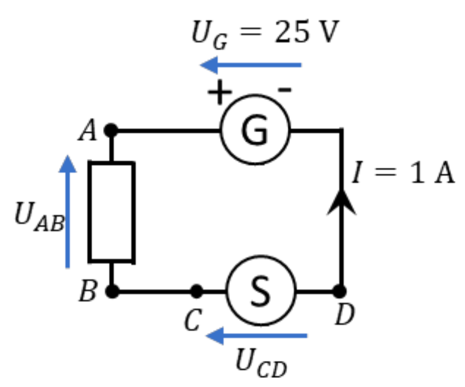 U_G = 25 V
+ -
A G
I = 1 A
U_AB
B S
C D
U_CD